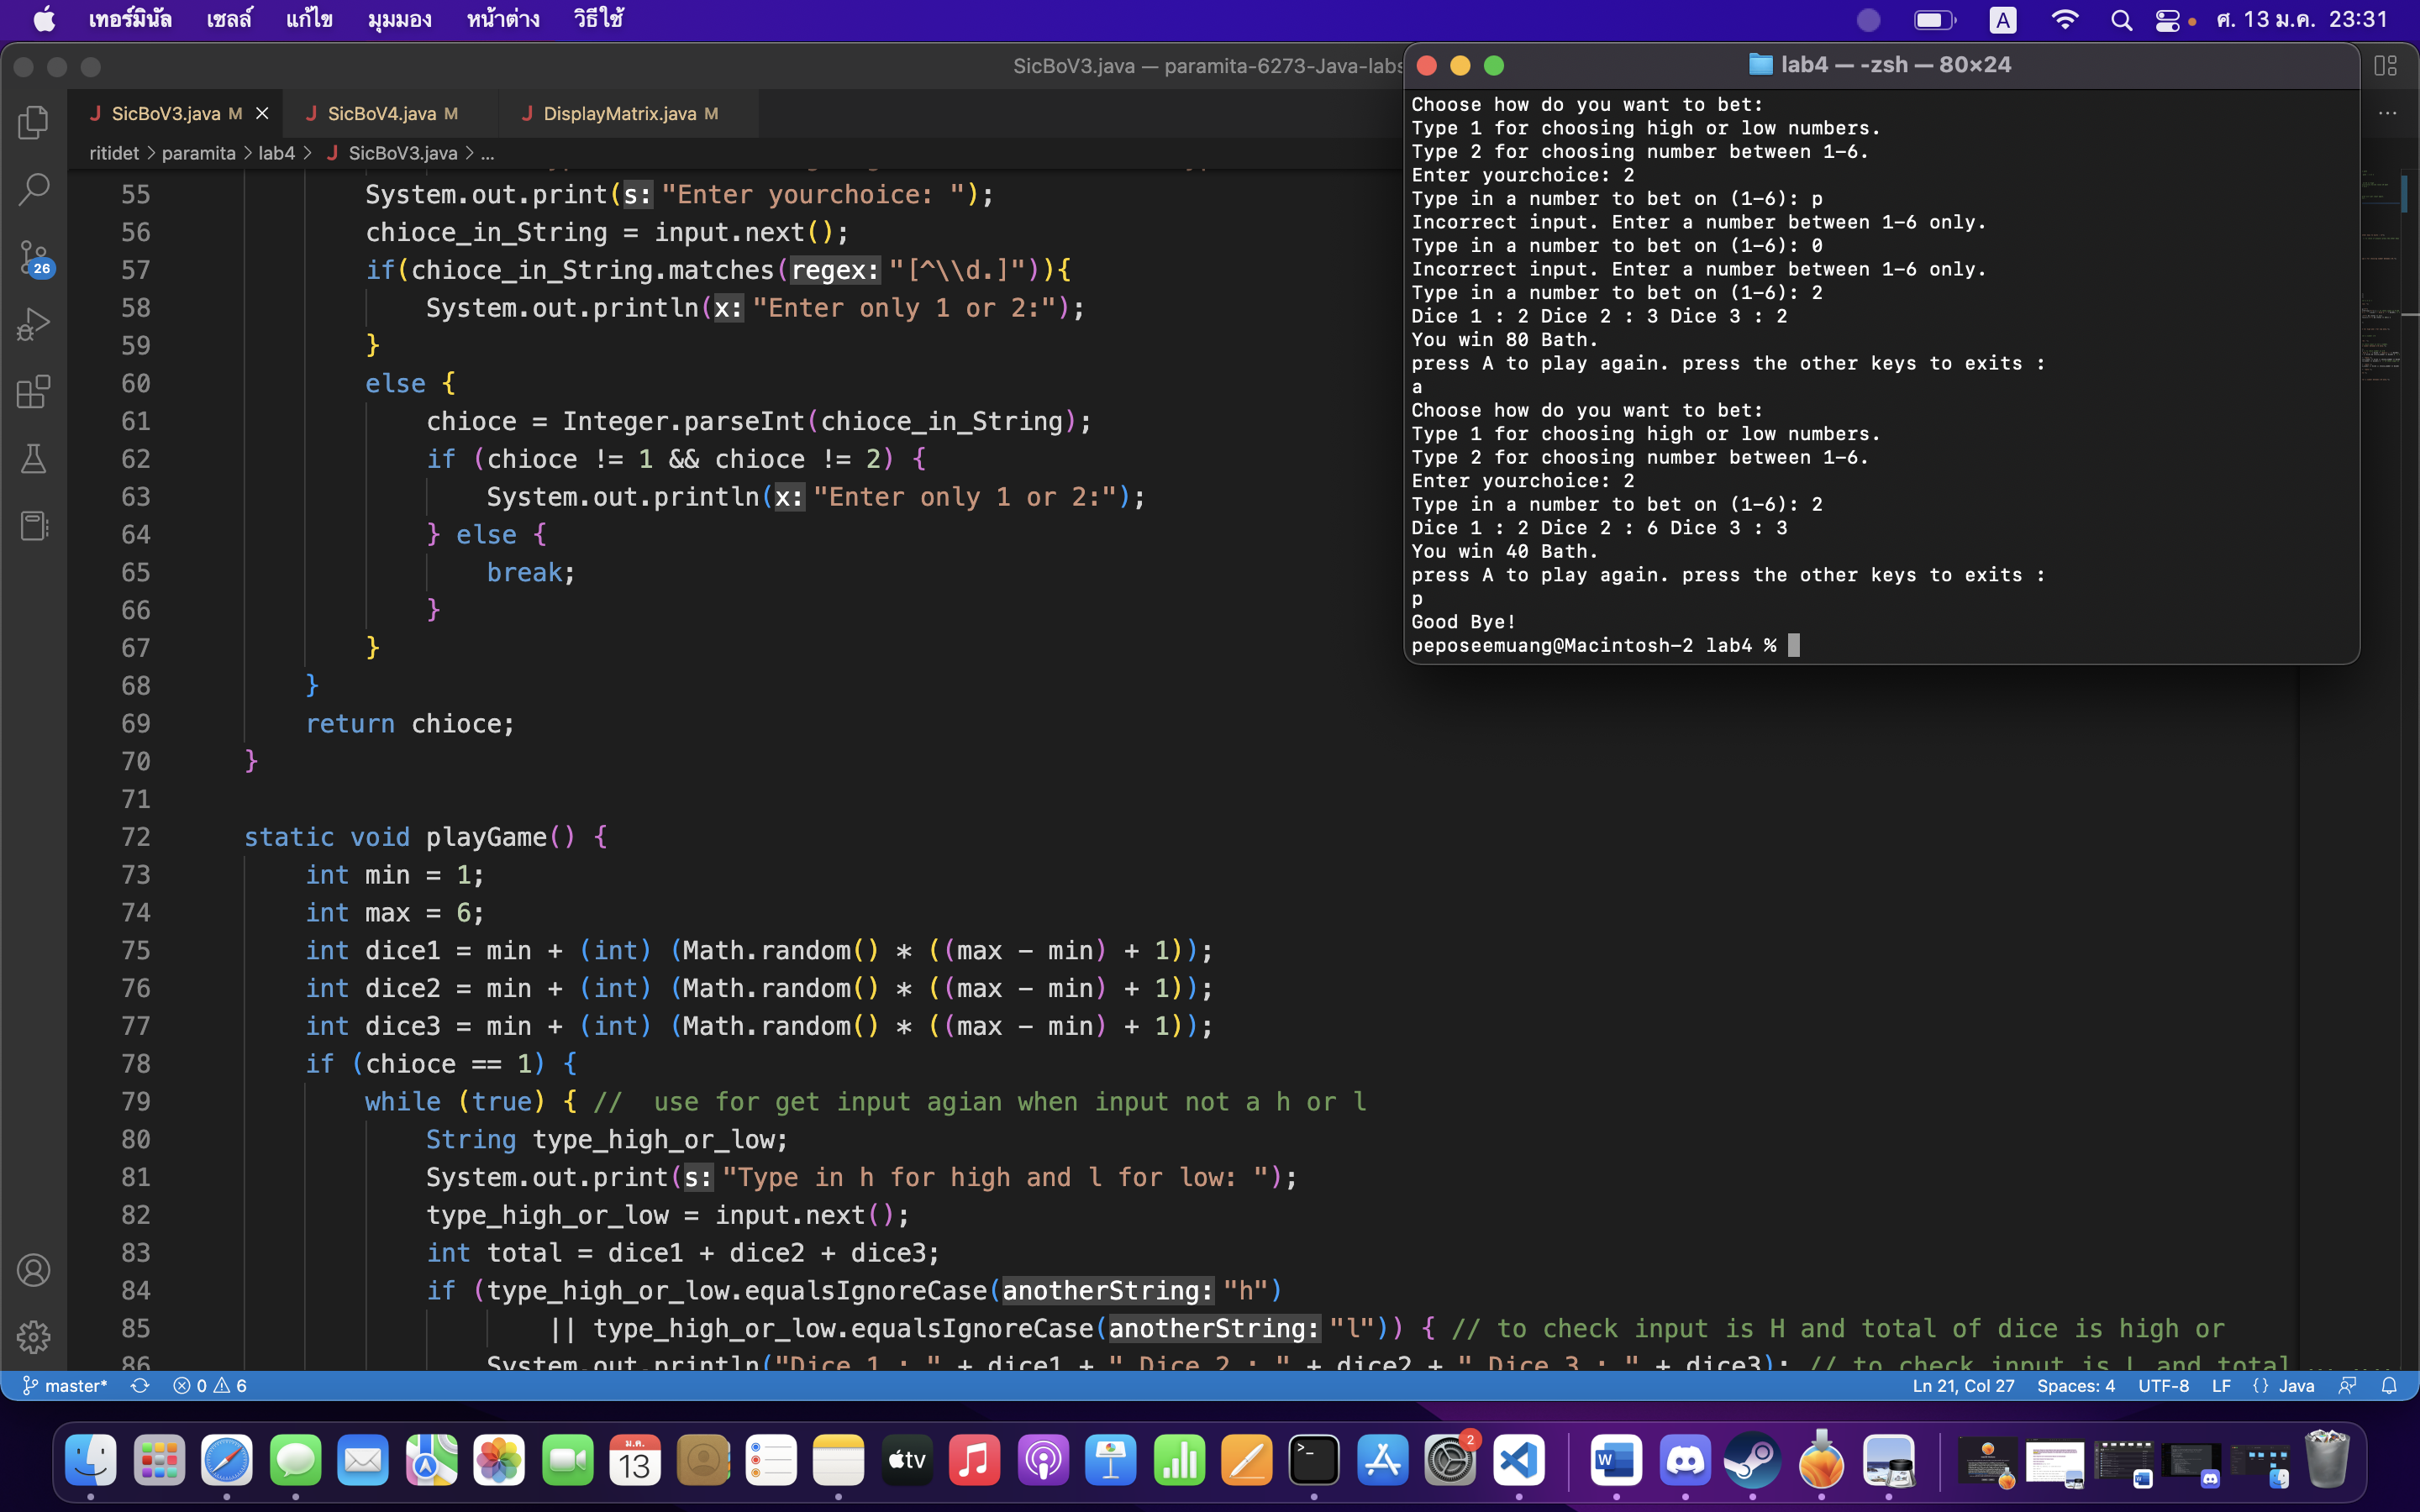 เทอร์มินัล เชลล์ แก้ไข มุมมอง หน้าต่าง วิธีใช้ A ศ. 13 ม.ค. 23:31
SicBoV3.java — paramita-6273-Java-labs
SicBoV3.java M SicBoV4.java M DisplayMatrix.java M
ritidet > paramita > lab4 > SicBoV3.java > ...
26
55 System.out.print(s: "Enter yourchoice: ");
56 chioce_in_String = input.next();
57 if(chioce_in_String.matches(regex: "[^\\d.]")){
58 System.out.println(x: "Enter only 1 or 2:");
59 }
60 else {
61 chioce = Integer.parseInt(chioce_in_String);
62 if (chioce != 1 && chioce != 2) {
63 System.out.println(x: "Enter only 1 or 2:");
64 } else {
65 break;
66 }
67 }
68 }
69 return chioce;
70 }
71
72 static void playGame() {
73 int min = 1;
74 int max = 6;
75 int dice1 = min + (int) (Math.random() * ((max - min) + 1));
76 int dice2 = min + (int) (Math.random() * ((max - min) + 1));
77 int dice3 = min + (int) (Math.random() * ((max - min) + 1));
78 if (chioce == 1) {
79 while (true) { //  use for get input agian when input not a h or l
80 String type_high_or_low;
81 System.out.print(s: "Type in h for high and l for low: ");
82 type_high_or_low = input.next();
83 int total = dice1 + dice2 + dice3;
84 if (type_high_or_low.equalsIgnoreCase(anotherString: "h")
85 || type_high_or_low.equalsIgnoreCase(anotherString: "l")) { // to check input is H and total of dice is high or
86 System.out.println("Dice 1 : " + dice1 + " Dice 2 : " + dice2 + " Dice 3 : " + dice3); // to check input is L and total
lab4 — -zsh — 80×24
Choose how do you want to bet:
Type 1 for choosing high or low numbers.
Type 2 for choosing number between 1-6.
Enter yourchoice: 2
Type in a number to bet on (1-6): p
Incorrect input. Enter a number between 1-6 only.
Type in a number to bet on (1-6): 0
Incorrect input. Enter a number between 1-6 only.
Type in a number to bet on (1-6): 2
Dice 1 : 2 Dice 2 : 3 Dice 3 : 2
You win 80 Bath.
press A to play again. press the other keys to exits :
a
Choose how do you want to bet:
Type 1 for choosing high or low numbers.
Type 2 for choosing number between 1-6.
Enter yourchoice: 2
Type in a number to bet on (1-6): 2
Dice 1 : 2 Dice 2 : 6 Dice 3 : 3
You win 40 Bath.
press A to play again. press the other keys to exits :
p
Good Bye!
peposeemuang@Macintosh-2 lab4 %
master* 0 6 Ln 21, Col 27 Spaces: 4 UTF-8 LF {} Java
ม.ค.
13
tv
2